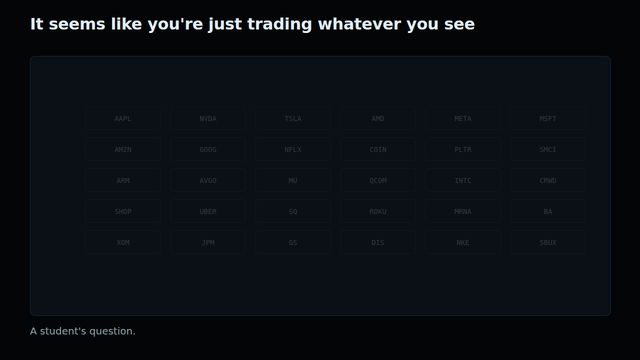 It seems like you're just trading whatever you see
AAPL NVDA TSLA AMD META MSFT
AMZN GOOG NFLX COIN PLTR SMCI
ARM AVGO MU QCOM INTC CRWD
SHOP UBER SQ ROKU MRNA BA
XOM JPM GS DIS NKE SBUX
A student's question.